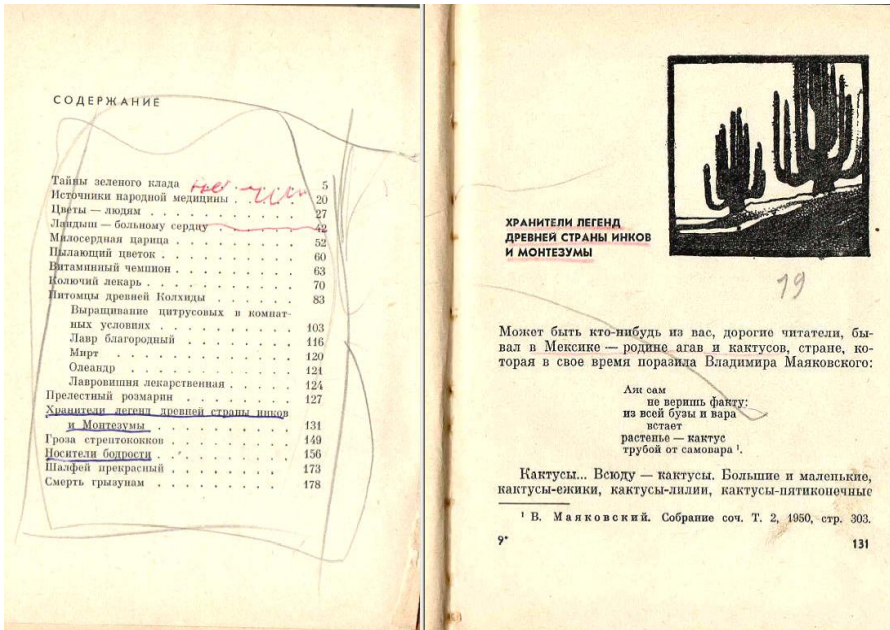 СОДЕРЖАНИЕ
Тайны зеленого клада 5
Источники народной медицины . . . . . 20
Цветы — людям . . . . . . . . . . 27
Ландыш — больному сердцу . . . . . . 42
Милосердная царица . . . . . . . . 52
Пылающий цветок . . . . . . . . . 60
Витаминный чемпион . . . . . . . . 63
Колючий лекарь . . . . . . . . . . 70
Питомцы древней Колхиды . . . . . . 83
Выращивание цитрусовых в комнат-
ных условиях . . . . . . . . . 103
Лавр благородный . . . . . . . . 116
Мирт . . . . . . . . . . . 120
Олеандр . . . . . . . . . . 121
Лавровишня лекарственная . . . . . 124
Прелестный розмарин . . . . . . . . 127
Хранители легенд древней страны инков
и Монтезумы . . . . . . . . . . 131
Гроза стрептококков . . . . . . . . 149
Носители бодрости . . . . . . . . . 156
Шалфей прекрасный . . . . . . . . 173
Смерть грызунам . . . . . . . . . 178
ХРАНИТЕЛИ ЛЕГЕНД
ДРЕВНЕЙ СТРАНЫ ИНКОВ
И МОНТЕЗУМЫ
19
Может быть кто-нибудь из вас, дорогие читатели, бы-
вал в Мексике — родине агав и кактусов, стране, ко-
торая в свое время поразила Владимира Маяковского:
Аж сам
не веришь факту:
из всей бузы и вара
встает
растенье — кактус
трубой от самовара ¹.
Кактусы... Всюду — кактусы. Большие и маленькие,
кактусы-ежики, кактусы-лилии, кактусы-пятикопечные
¹ В. Маяковский. Собрание соч. Т. 2, 1950, стр. 303.
9* 131